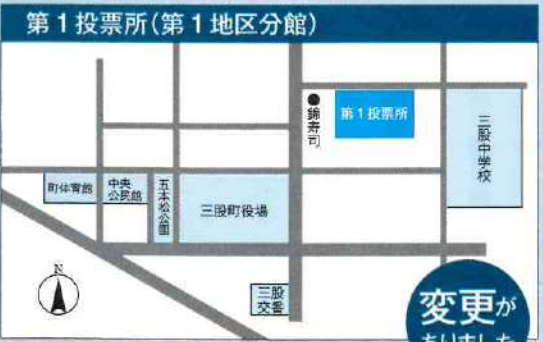 第1投票所(第1地区分館)
●錦寿司
第1投票所
三股中学校
町体育館
中央
公民館
五本松公園
三股町役場
N
三股
交番
変更が
ありました